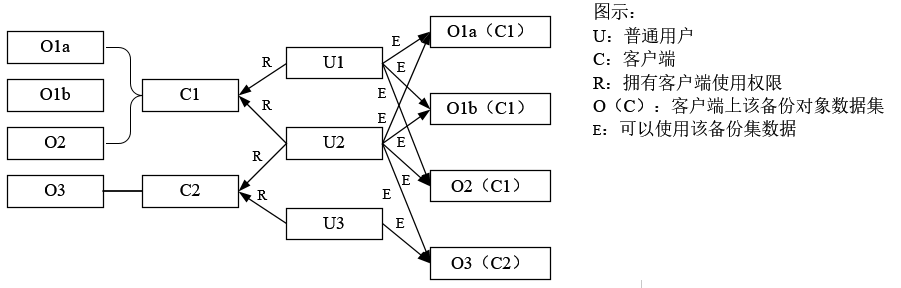 O1a
O1b
O2
O3
C1
C2
R
R
R
R
U1
U2
U3
E
E
E
E
E
E
E
E
O1a（C1）
O1b（C1）
O2（C1）
O3（C2）
图示：
U：普通用户
C：客户端
R：拥有客户端使用权限
O（C）：客户端上该备份对象数据集
E：可以使用该备份集数据